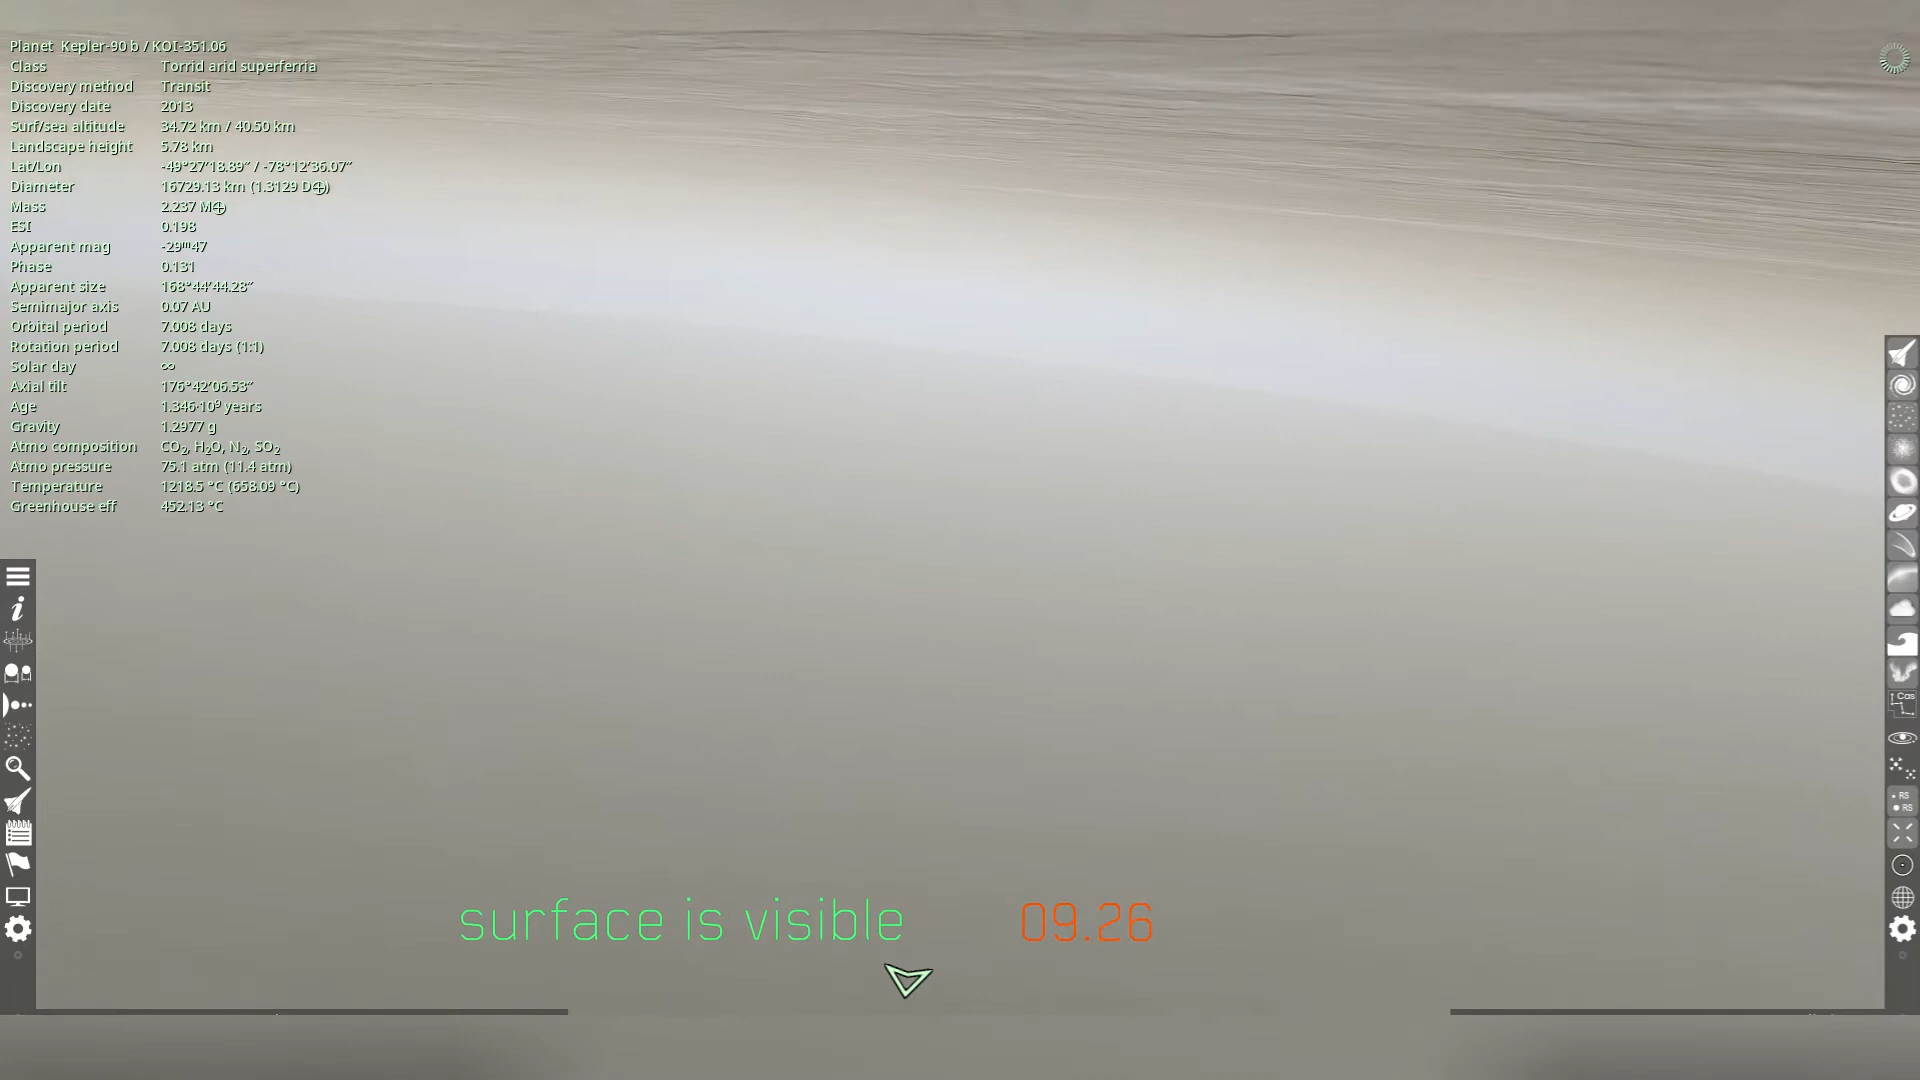 Planet Kepler-90 b / KOI-351.06
Class Torrid arid superferria
Discovery method Transit
Discovery date 2013
Surf/sea altitude 34.72 km / 40.50 km
Landscape height 5.78 km
Lat/Lon -49°27'18.89" / -78°12'36.07"
Diameter 16729.13 km (1.3129 D⊕)
Mass 2.237 M⊕
ESI 0.198
Apparent mag -29ᵐ47
Phase 0.131
Apparent size 168°44'44.28"
Semimajor axis 0.07 AU
Orbital period 7.008 days
Rotation period 7.008 days (1:1)
Solar day ∞
Axial tilt 176°42'06.53"
Age 1.346·10⁹ years
Gravity 1.2977 g
Atmo composition CO₂, H₂O, N₂, SO₂
Atmo pressure 75.1 atm (11.4 atm)
Temperature 1218.5 °C (658.09 °C)
Greenhouse eff 452.13 °C
Cas
RS
RS
surface is visible 09.26